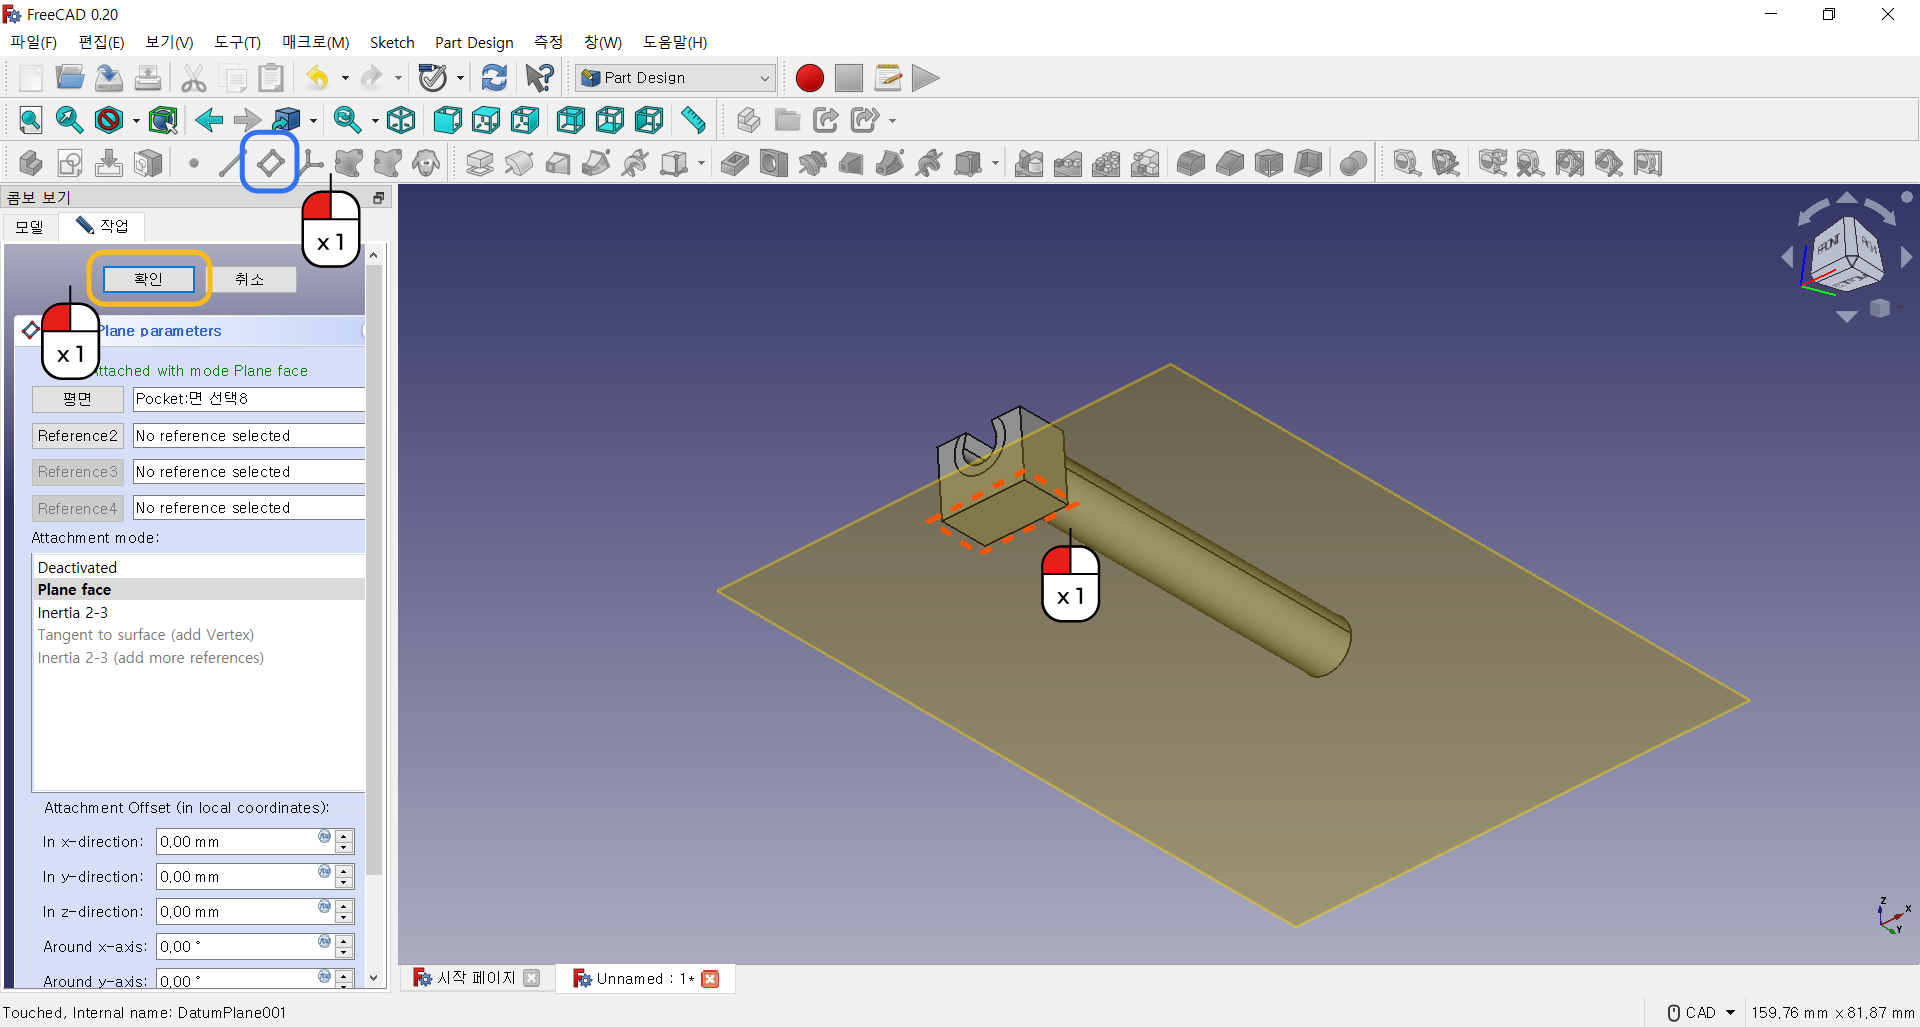 FreeCAD 0.20
파일(F) 편집(E) 보기(V) 도구(T) 매크로(M) Sketch Part Design 측정 창(W) 도움말(H)
Part Design
콤보 보기
모델 작업
x 1
확인 취소
x 1
Plane parameters
Attached with mode Plane face
평면 Pocket:면 선택8
Reference2 No reference selected
Reference3 No reference selected
Reference4 No reference selected
Attachment mode:
Deactivated
Plane face
Inertia 2-3
Tangent to surface (add Vertex)
Inertia 2-3 (add more references)
Attachment Offset (in local coordinates):
In x-direction: 0.00 mm
In y-direction: 0.00 mm
In z-direction: 0.00 mm
Around x-axis: 0.00 °
Around y-axis: 0.00 °
FRONT
x 1
Z
X
Y
시작 페이지 Unnamed : 1*
Touched, Internal name: DatumPlane001
CAD 159.76 mm x 81.87 mm